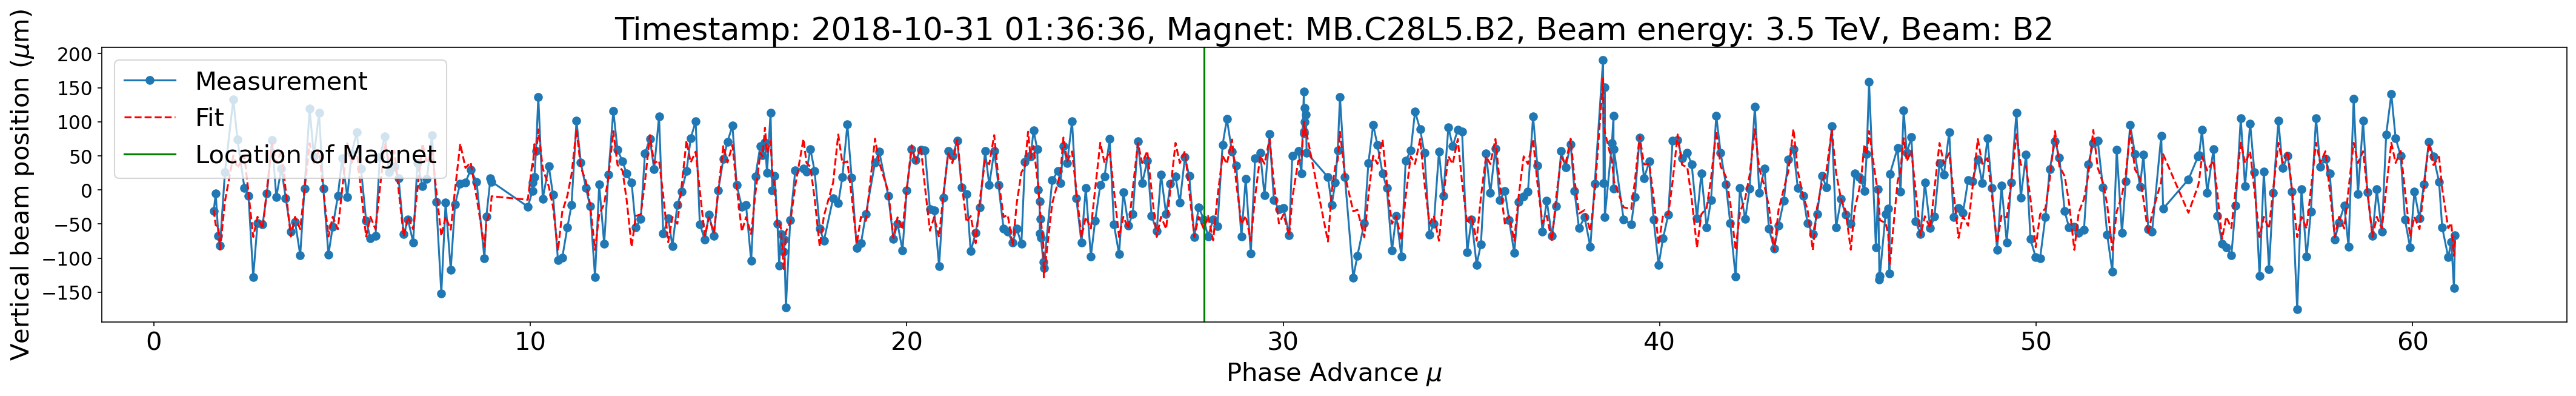 Timestamp: 2018-10-31 01:36:36, Magnet: MB.C28L5.B2, Beam energy: 3.5 TeV, Beam: B2
Vertical beam position (μm)
200
150
100
50
0
−50
−100
−150
Measurement
Fit
Location of Magnet
0 10 20 30 40 50 60
Phase Advance μ